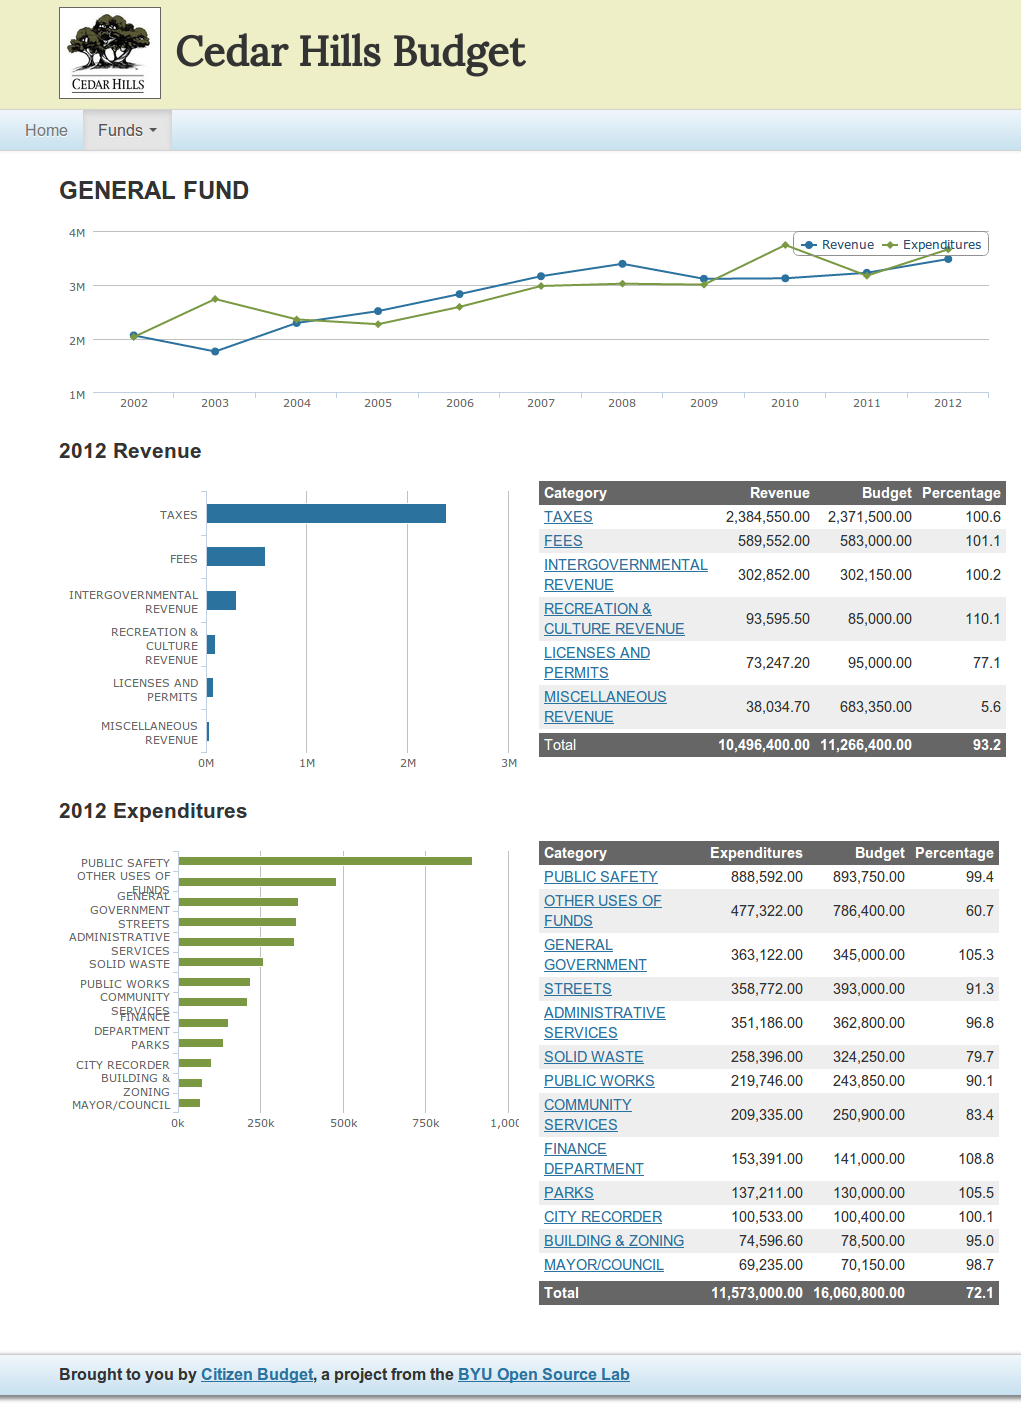 CEDAR HILLS
Cedar Hills Budget
Home Funds
GENERAL FUND
4M
3M
2M
1M
Revenue Expenditures
2002 2003 2004 2005 2006 2007 2008 2009 2010 2011 2012
2012 Revenue
TAXES
FEES
INTERGOVERNMENTAL
REVENUE
RECREATION &
CULTURE
REVENUE
LICENSES AND
PERMITS
MISCELLANEOUS
REVENUE
0M 1M 2M 3M
Category Revenue Budget Percentage
TAXES 2,384,550.00 2,371,500.00 100.6
FEES 589,552.00 583,000.00 101.1
INTERGOVERNMENTAL
REVENUE 302,852.00 302,150.00 100.2
RECREATION &
CULTURE REVENUE 93,595.50 85,000.00 110.1
LICENSES AND
PERMITS 73,247.20 95,000.00 77.1
MISCELLANEOUS
REVENUE 38,034.70 683,350.00 5.6
Total 10,496,400.00 11,266,400.00 93.2
2012 Expenditures
PUBLIC SAFETY
OTHER USES OF
FUNDS
GENERAL
GOVERNMENT
STREETS
ADMINISTRATIVE
SERVICES
SOLID WASTE
PUBLIC WORKS
COMMUNITY
SERVICES
FINANCE
DEPARTMENT
PARKS
CITY RECORDER
BUILDING &
ZONING
MAYOR/COUNCIL
0k 250k 500k 750k 1,000
Category Expenditures Budget Percentage
PUBLIC SAFETY 888,592.00 893,750.00 99.4
OTHER USES OF
FUNDS 477,322.00 786,400.00 60.7
GENERAL
GOVERNMENT 363,122.00 345,000.00 105.3
STREETS 358,772.00 393,000.00 91.3
ADMINISTRATIVE
SERVICES 351,186.00 362,800.00 96.8
SOLID WASTE 258,396.00 324,250.00 79.7
PUBLIC WORKS 219,746.00 243,850.00 90.1
COMMUNITY
SERVICES 209,335.00 250,900.00 83.4
FINANCE
DEPARTMENT 153,391.00 141,000.00 108.8
PARKS 137,211.00 130,000.00 105.5
CITY RECORDER 100,533.00 100,400.00 100.1
BUILDING & ZONING 74,596.60 78,500.00 95.0
MAYOR/COUNCIL 69,235.00 70,150.00 98.7
Total 11,573,000.00 16,060,800.00 72.1
Brought to you by Citizen Budget, a project from the BYU Open Source Lab